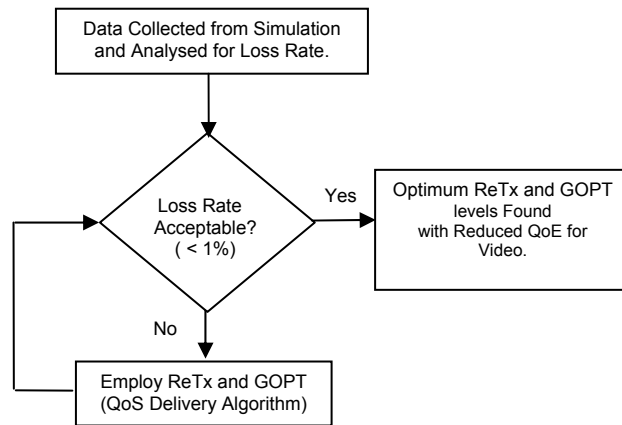 Data Collected from Simulation
and Analysed for Loss Rate.
Loss Rate
Acceptable?
( < 1%)
Yes
Optimum ReTx and GOPT
levels Found
with Reduced QoE for
Video.
No
Employ ReTx and GOPT
(QoS Delivery Algorithm)